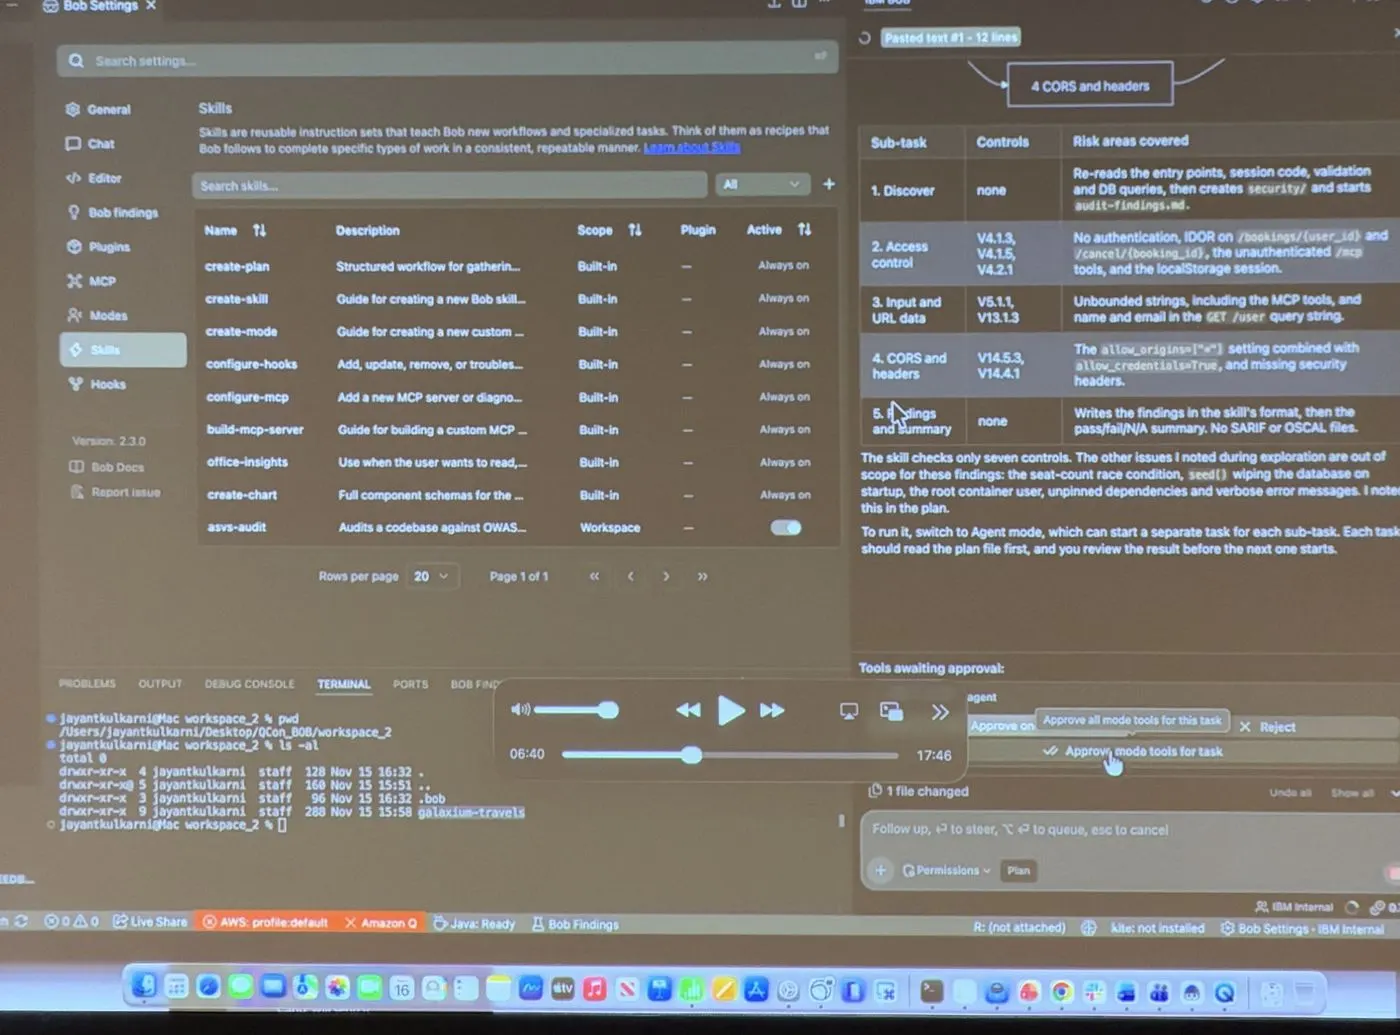 Bob Settings ×
Search settings...
General
Chat
Editor
Bob findings
Plugins
MCP
Modes
Skills
Hooks
Version: 2.3.0
Bob Docs
Report issue
Skills
Skills are reusable instruction sets that teach Bob new workflows and specialized tasks. Think of them as recipes that
Bob follows to complete specific types of work in a consistent, repeatable manner. Learn about Skills
Search skills... All +
Name Description Scope Plugin Active
create-plan Structured workflow for gatherin... Built-in — Always on
create-skill Guide for creating a new Bob skill... Built-in — Always on
create-mode Guide for creating a new custom ... Built-in — Always on
configure-hooks Add, update, remove, or troubles... Built-in — Always on
configure-mcp Add a new MCP server or diagno... Built-in — Always on
build-mcp-server Guide for building a custom MCP ... Built-in — Always on
office-insights Use when the user wants to read,... Built-in — Always on
create-chart Full component schemas for the ... Built-in — Always on
asvs-audit Audits a codebase against OWAS... Workspace —
Rows per page 20 Page 1 of 1 « ‹ › »
PROBLEMS OUTPUT DEBUG CONSOLE TERMINAL PORTS BOB FIND
jayantkulkarni@Mac workspace_2 % pwd
/Users/jayantkulkarni/Desktop/QCon_BOB/workspace_2
jayantkulkarni@Mac workspace_2 % ls -al
total 0
drwxr-xr-x 4 jayantkulkarni staff 128 Nov 15 16:32 .
drwxr-xr-x@ 5 jayantkulkarni staff 160 Nov 15 15:51 ..
drwxr-xr-x 3 jayantkulkarni staff 96 Nov 15 16:32 .bob
drwxr-xr-x 9 jayantkulkarni staff 288 Nov 15 15:58 galaxium-travels
jayantkulkarni@Mac workspace_2 %
06:40 17:46
IBM BOB
Pasted text #1 - 12 lines
4 CORS and headers
Sub-task Controls Risk areas covered
1. Discover none
Re-reads the entry points, session code, validation
and DB queries, then creates security/ and starts
audit-findings.md.
2. Access
control
V4.1.3,
V4.1.5,
V4.2.1
No authentication, IDOR on /bookings/{user_id} and
/cancel/{booking_id}, the unauthenticated /mcp
tools, and the localStorage session.
3. Input and
URL data
V5.1.1,
V13.1.3
Unbounded strings, including the MCP tools, and
name and email in the GET /user query string.
4. CORS and
headers
V14.5.3,
V14.4.1
The allow_origins=["*"] setting combined with
allow_credentials=True, and missing security
headers.
5. Findings
and summary
none
Writes the findings in the skill's format, then the
pass/fail/N/A summary. No SARIF or OSCAL files.
The skill checks only seven controls. The other issues I noted during exploration are out of
scope for these findings: the seat-count race condition, seed() wiping the database on
startup, the root container user, unpinned dependencies and verbose error messages. I note
this in the plan.
To run it, switch to Agent mode, which can start a separate task for each sub-task. Each task
should read the plan file first, and you review the result before the next one starts.
Tools awaiting approval:
agent
Approve on Approve all mode tools for this task × Reject
Approve mode tools for task
1 file changed Undo all Show all
Follow up, ⏎ to steer, ⌥ ⏎ to queue, esc to cancel
+ Permissions Plan
IBM Internal
0 0 Live Share AWS: profile:default Amazon Q Java: Ready Bob Findings R: (not attached) kite: not installed Bob Settings - IBM Internal
16
tv